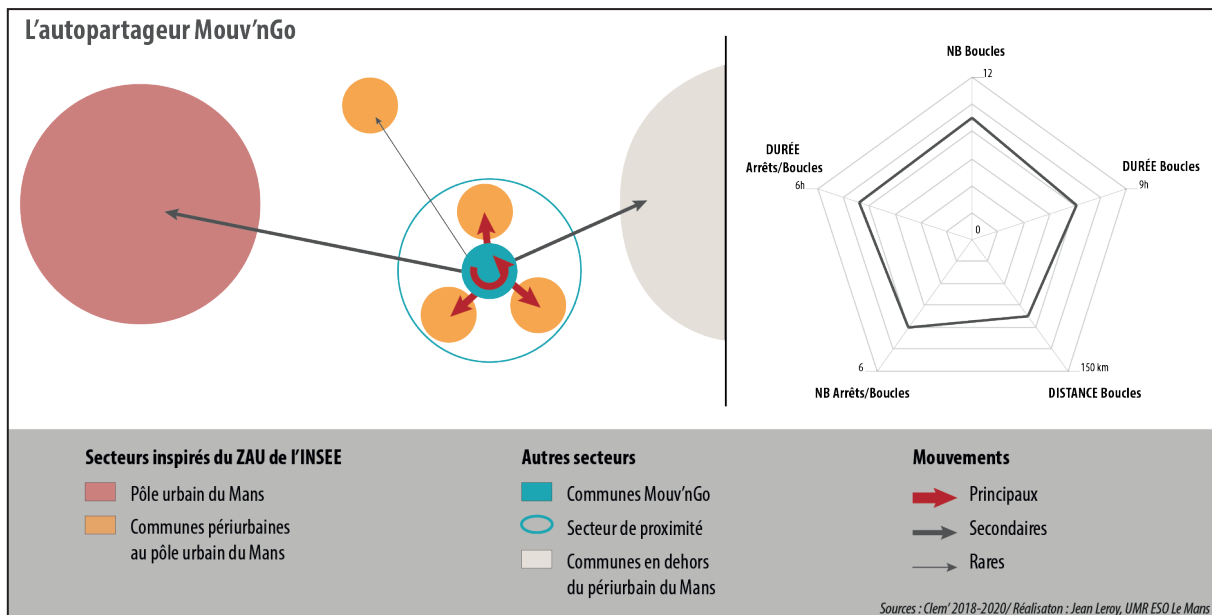 L'autopartageur Mouv'nGo
NB Boucles
12
DURÉE
Arrêts/Boucles
6h
DURÉE Boucles
9h
0
6
150 km
NB Arrêts/Boucles
DISTANCE Boucles
Secteurs inspirés du ZAU de l'INSEE
Pôle urbain du Mans
Communes périurbaines
au pôle urbain du Mans
Autres secteurs
Communes Mouv'nGo
Secteur de proximité
Communes en dehors
du périurbain du Mans
Mouvements
Principaux
Secondaires
Rares
Sources : Clem' 2018-2020/ Réalisaton : Jean Leroy, UMR ESO Le Mans